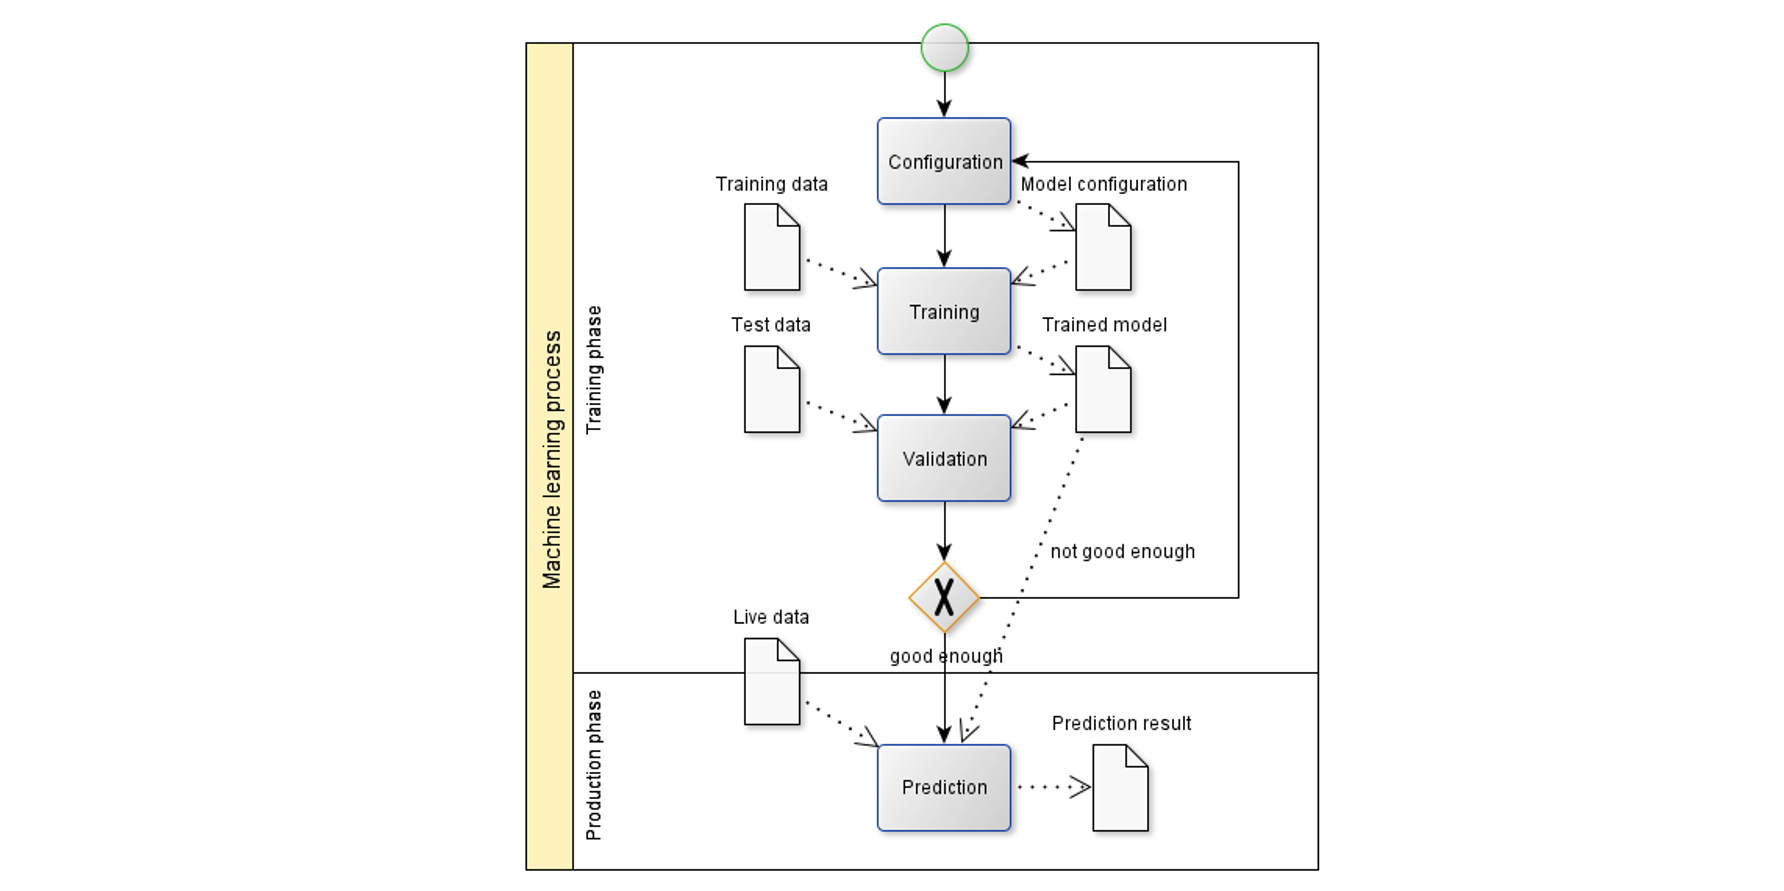 Machine learning process
Training phase
Configuration
Training data
Model configuration
Training
Test data
Trained model
Validation
not good enough
X
Live data
good enough
Production phase
Prediction result
Prediction